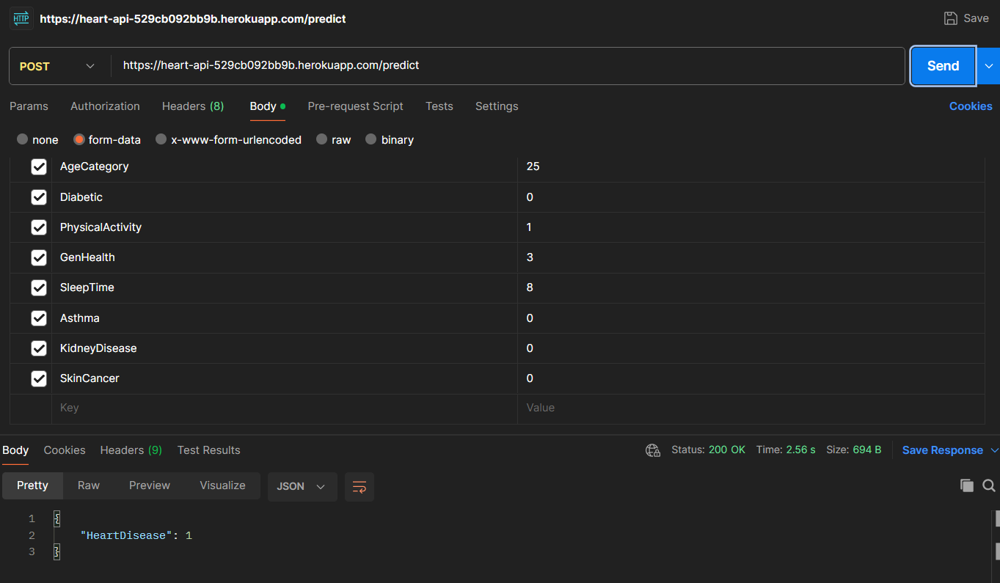 HTTP https://heart-api-529cb092bb9b.herokuapp.com/predict Save
POST https://heart-api-529cb092bb9b.herokuapp.com/predict Send
Params Authorization Headers (8) Body Pre-request Script Tests Settings Cookies
none form-data x-www-form-urlencoded raw binary
AgeCategory 25
Diabetic 0
PhysicalActivity 1
GenHealth 3
SleepTime 8
Asthma 0
KidneyDisease 0
SkinCancer 0
Key Value
Body Cookies Headers (9) Test Results Status: 200 OK Time: 2.56 s Size: 694 B Save Response
Pretty Raw Preview Visualize JSON
1 {
2 "HeartDisease": 1
3 }